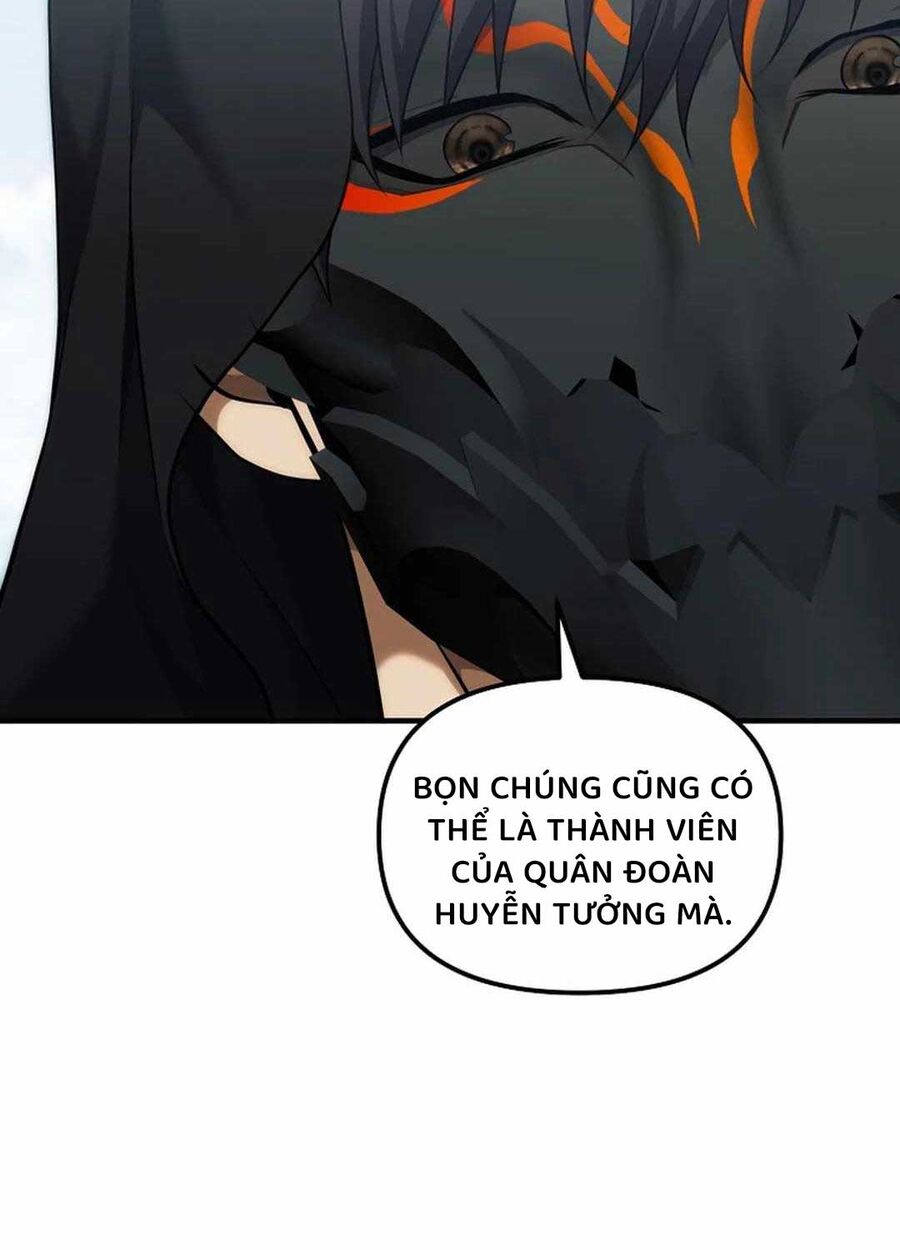 BỌN CHÚNG CŨNG CÓ
THỂ LÀ THÀNH VIÊN
CỦA QUÂN ĐOÀN
HUYỄN TƯỞNG MÀ.